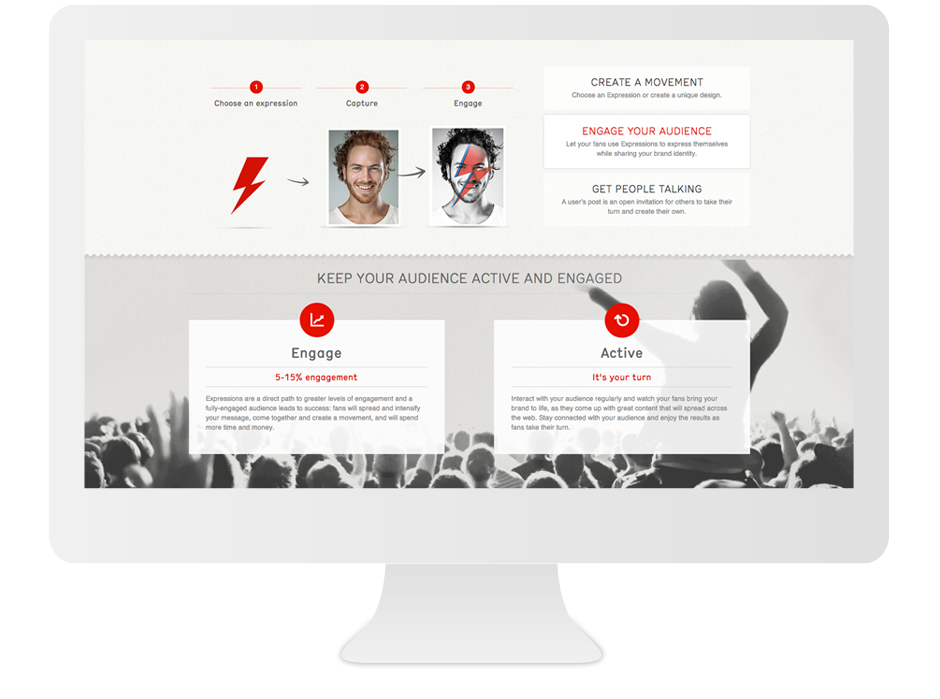 1
2
3
Choose an expression
Capture
Engage
CREATE A MOVEMENT
Choose an Expression or create a unique design.
ENGAGE YOUR AUDIENCE
Let your fans use Expressions to express themselves
while sharing your brand identity.
GET PEOPLE TALKING
A user's post is an open invitation for others to take their
turn and create their own.
KEEP YOUR AUDIENCE ACTIVE AND ENGAGED
Engage
5-15% engagement
Expressions are a direct path to greater levels of engagement and a
fully-engaged audience leads to success: fans will spread and intensify
your message, come together and create a movement, and will spend
more time and money.
Active
It's your turn
Interact with your audience regularly and watch your fans bring your
brand to life, as they come up with great content that will spread across
the web. Stay connected with your audience and enjoy the results as
fans take their turn.